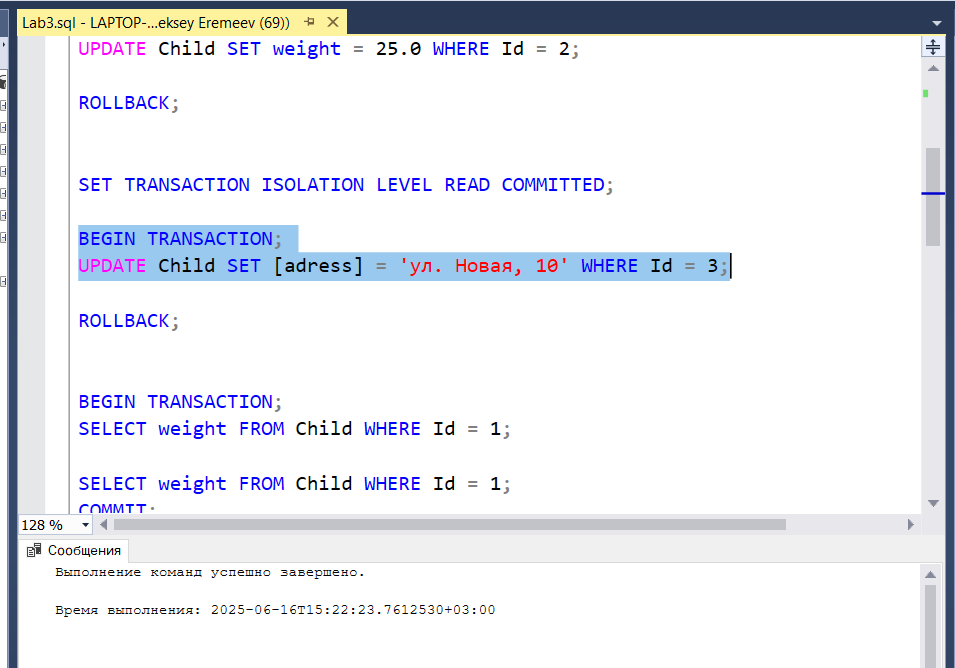 Lab3.sql - LAPTOP-...eksey Eremeev (69))
UPDATE Child SET weight = 25.0 WHERE Id = 2;
ROLLBACK;
SET TRANSACTION ISOLATION LEVEL READ COMMITTED;
BEGIN TRANSACTION;
UPDATE Child SET [adress] = 'ул. Новая, 10' WHERE Id = 3;
ROLLBACK;
BEGIN TRANSACTION;
SELECT weight FROM Child WHERE Id = 1;
SELECT weight FROM Child WHERE Id = 1;
COMMIT;
128 %
Сообщения
Выполнение команд успешно завершено.
Время выполнения: 2025-06-16T15:22:23.7612530+03:00